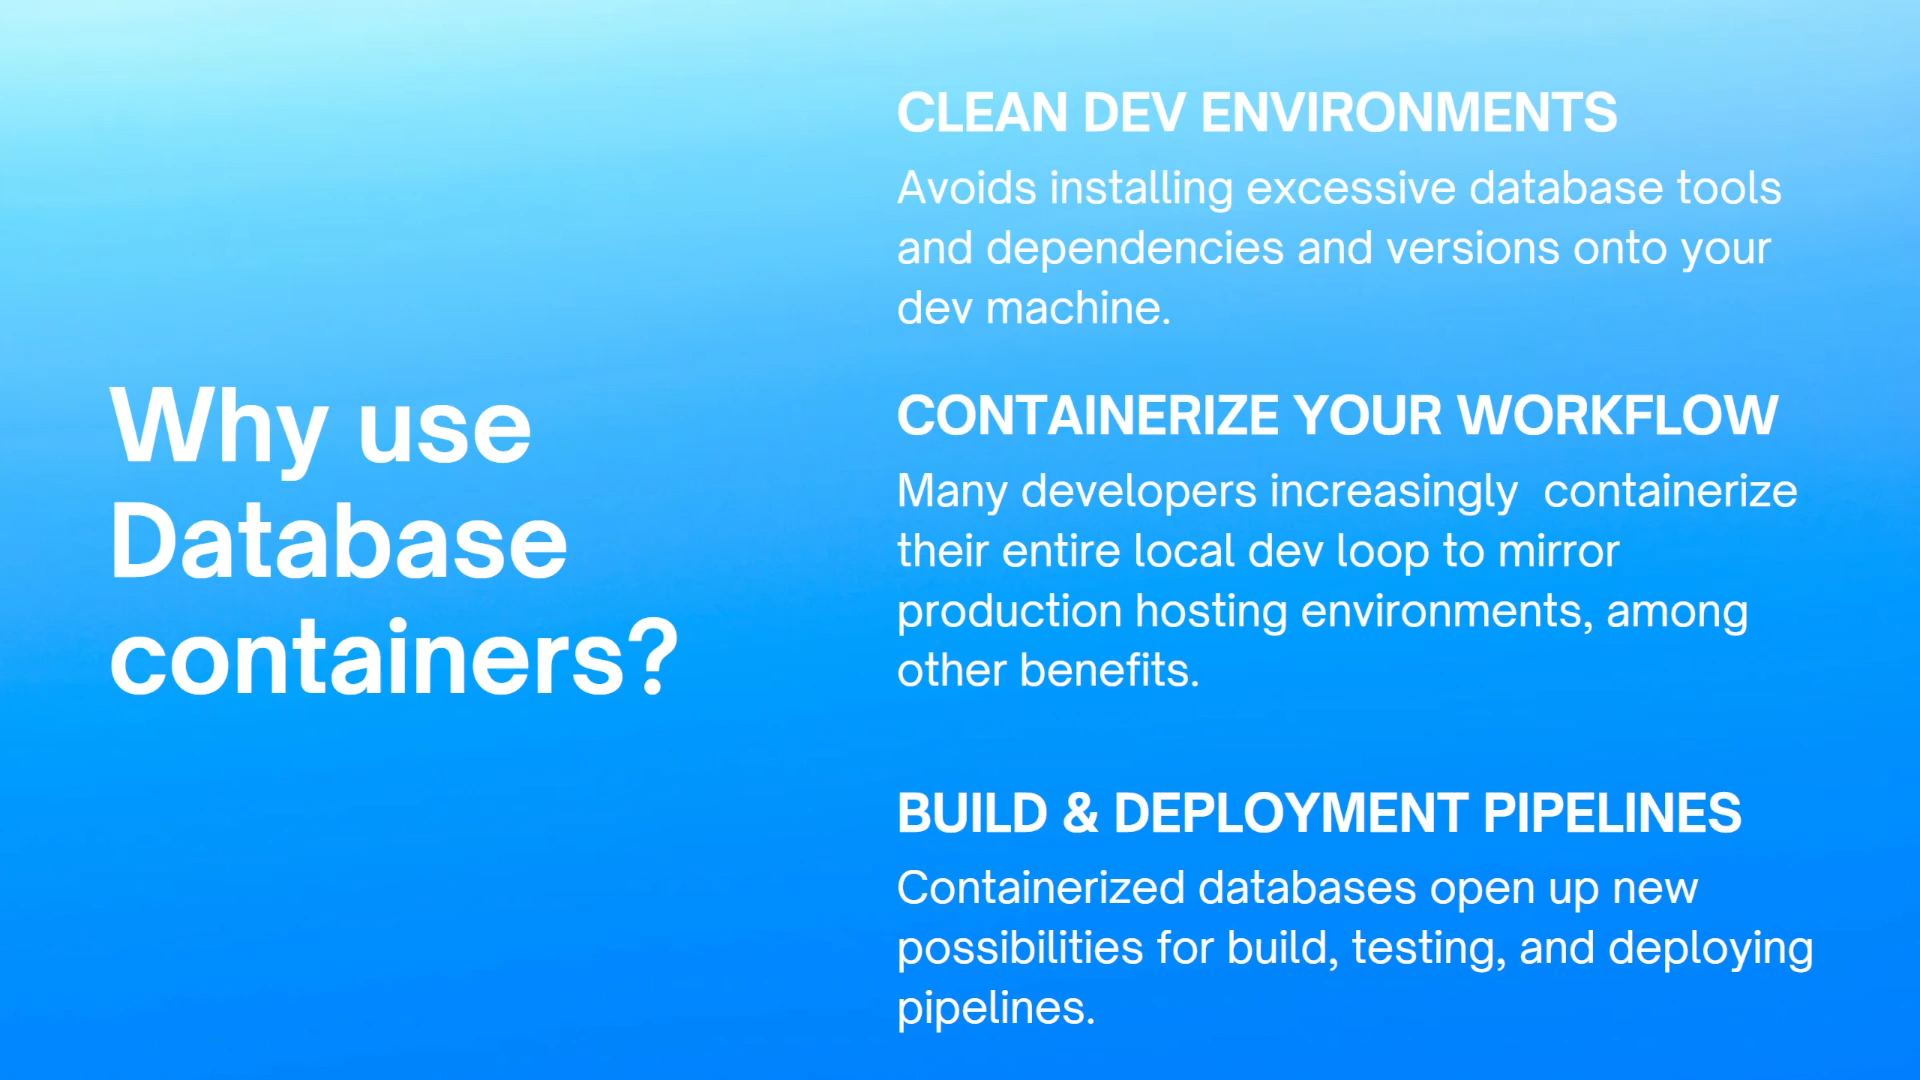 Why use
Database
containers?
CLEAN DEV ENVIRONMENTS
Avoids installing excessive database tools
and dependencies and versions onto your
dev machine.
CONTAINERIZE YOUR WORKFLOW
Many developers increasingly  containerize
their entire local dev loop to mirror
production hosting environments, among
other benefits.
BUILD & DEPLOYMENT PIPELINES
Containerized databases open up new
possibilities for build, testing, and deploying
pipelines.